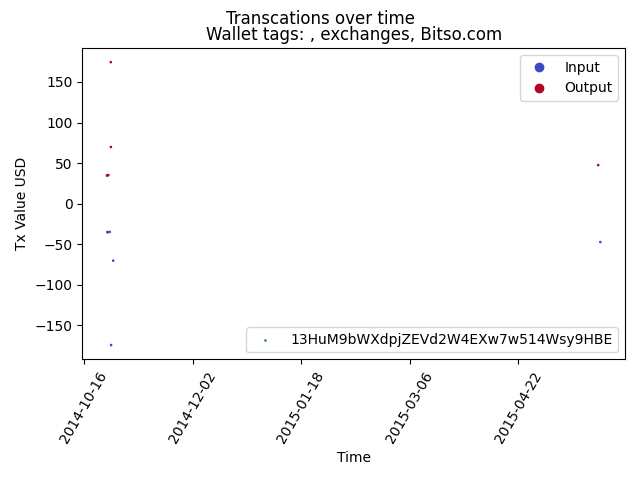 Transcations over time
Wallet tags: , exchanges, Bitso.com
Input
Output
Tx Value USD
150
100
50
0
−50
−100
−150
13HuM9bWXdpjZEVd2W4EXw7w514Wsy9HBE
2014-10-16
2014-12-02
2015-01-18
2015-03-06
2015-04-22
Time